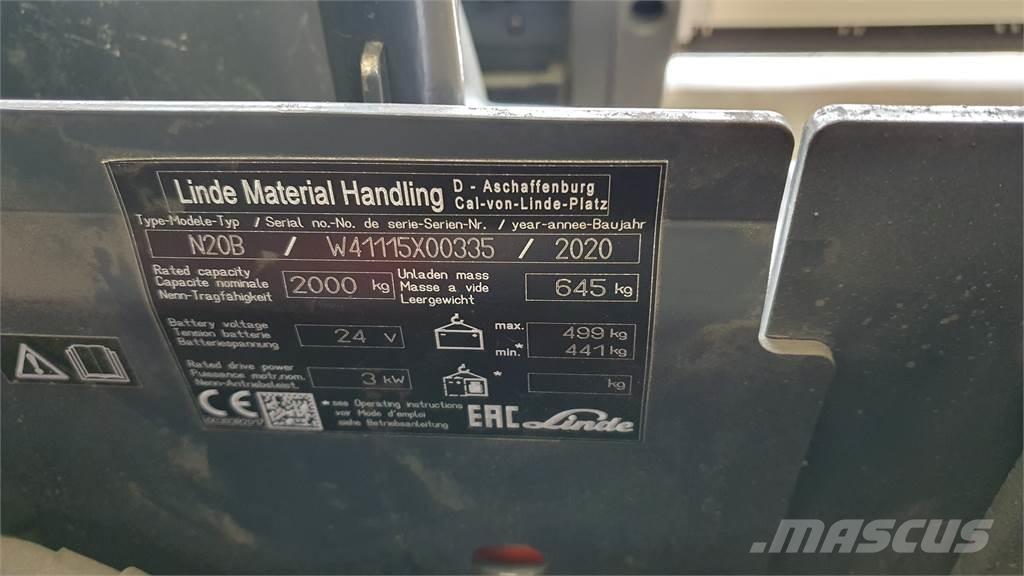 Linde Material Handling D - Aschaffenburg
Cal-von-Linde-Platz
Type-Modele-Typ / Serial no.-No. de serie-Serien-Nr. / year-annee-Baujahr
N20B / W41115X00335 / 2020
Rated capacity
Capacite nominale
Nenn-Tragfähigkeit
2000 kg
Unladen mass
Masse a vide
Leergewicht
645 kg
Battery voltage
Tension batterie
Batteriespannung
24 V
max. 499 kg
min.* 441 kg
Rated drive power
Puissance motr.nom.
Nenn-Antriebsleist.
3 kW
* kg
CE
*see Operating instructions
voir Mode d'emploi
siehe Betriebsanleitung
EAC Linde
MASCUS